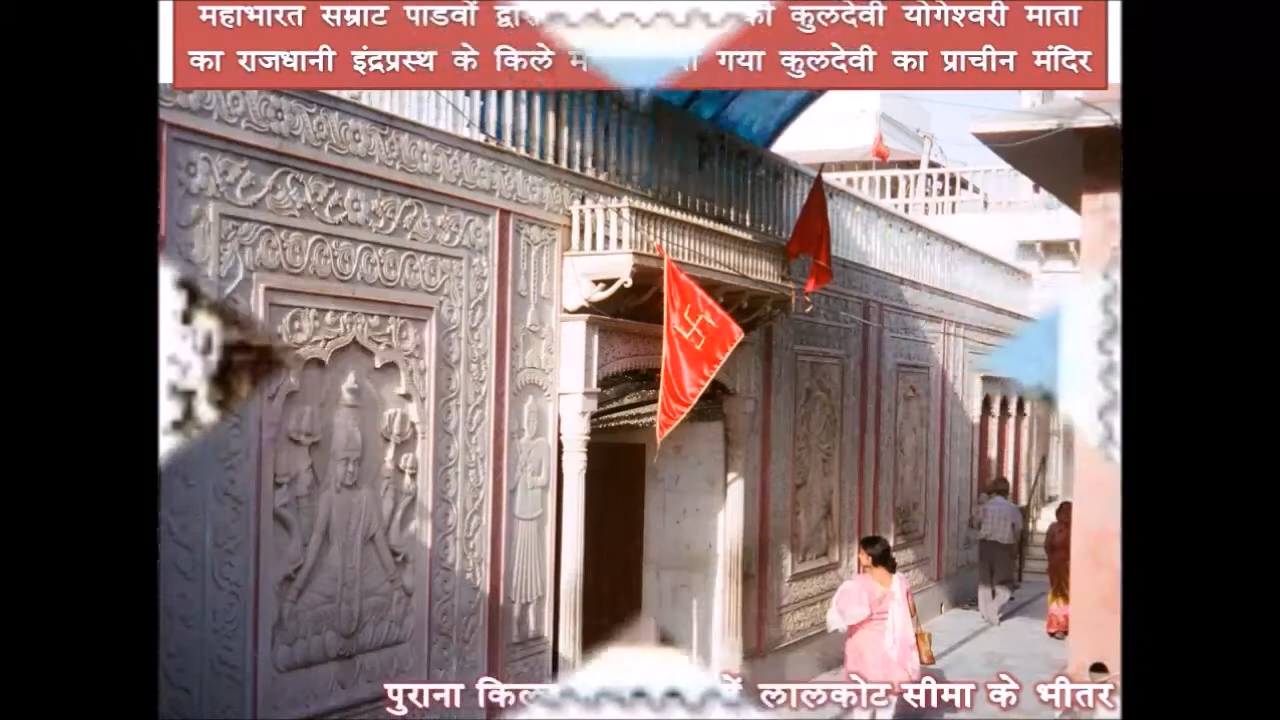 महाभारत सम्राट पाडवों की कुलदेवी योगेश्वरी माता
का राजधानी इंद्रप्रस्थ के किले गया कुलदेवी का प्राचीन मंदिर
पुराना लालकोट सीमा के भीतर